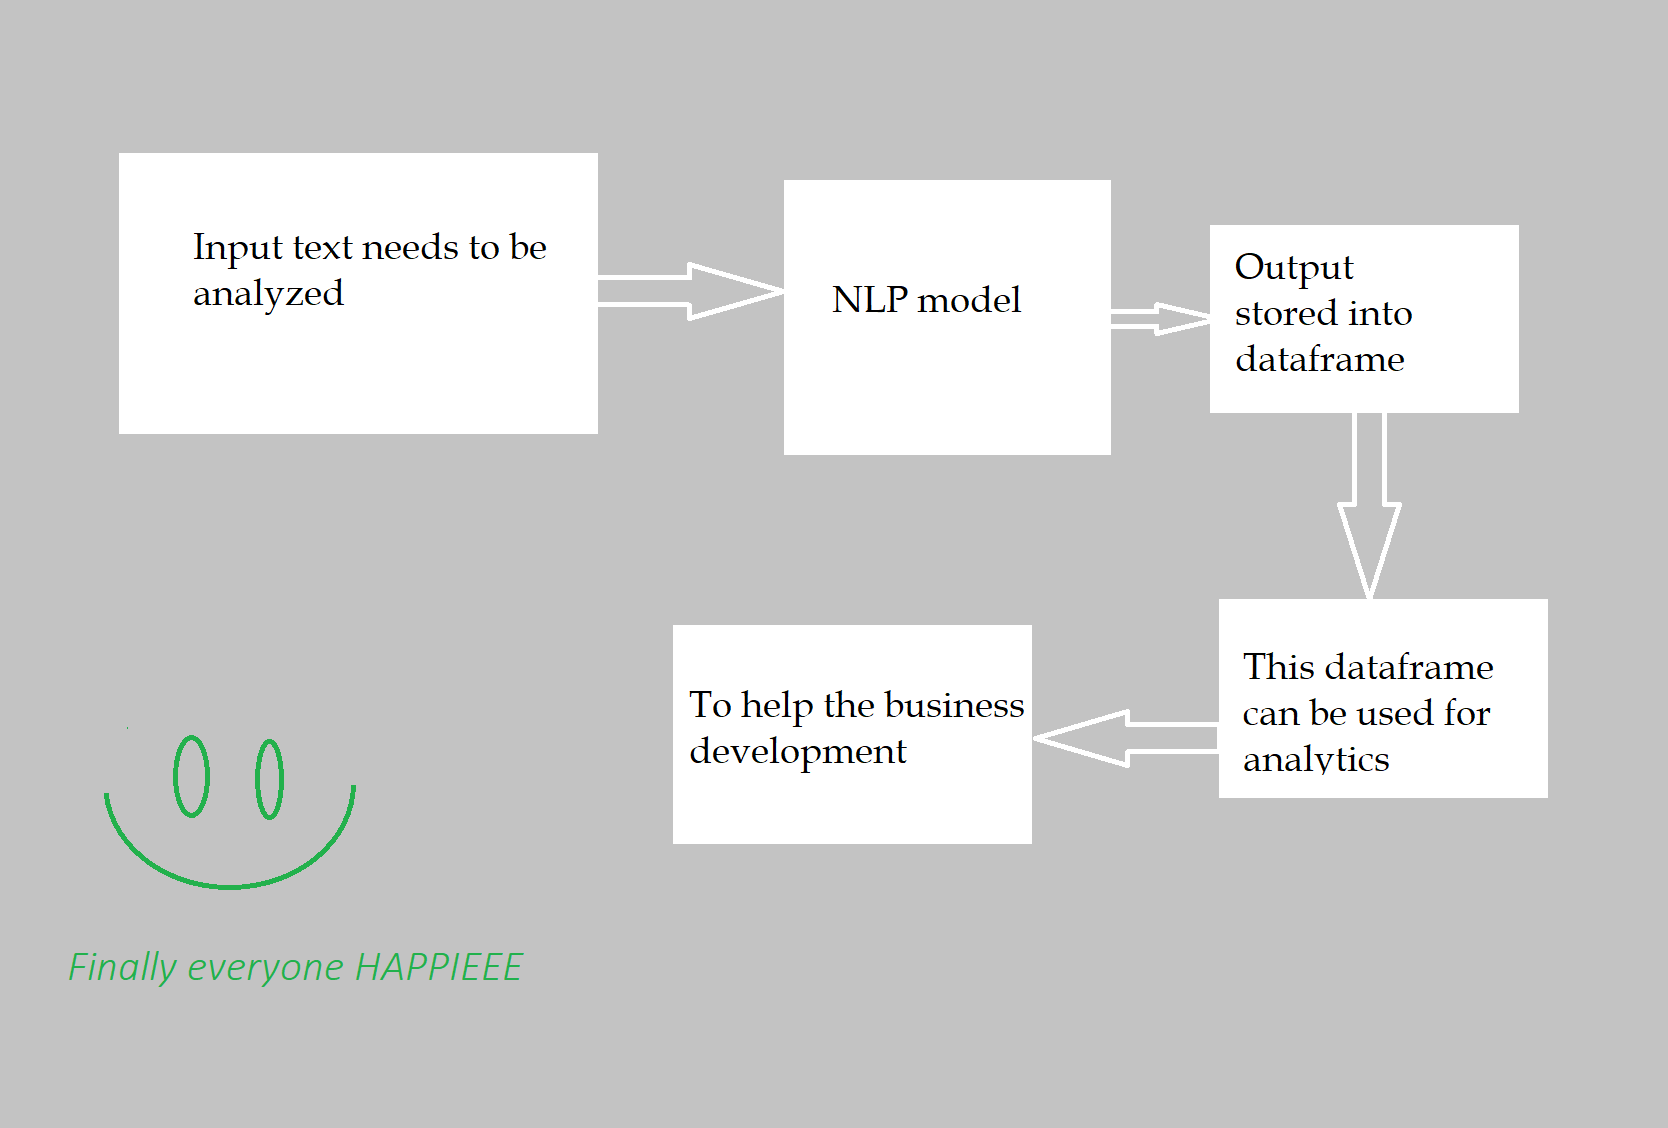 Input text needs to be
analyzed
NLP model
Output
stored into
dataframe
This dataframe
can be used for
analytics
To help the business
development
Finally everyone HAPPIEEE